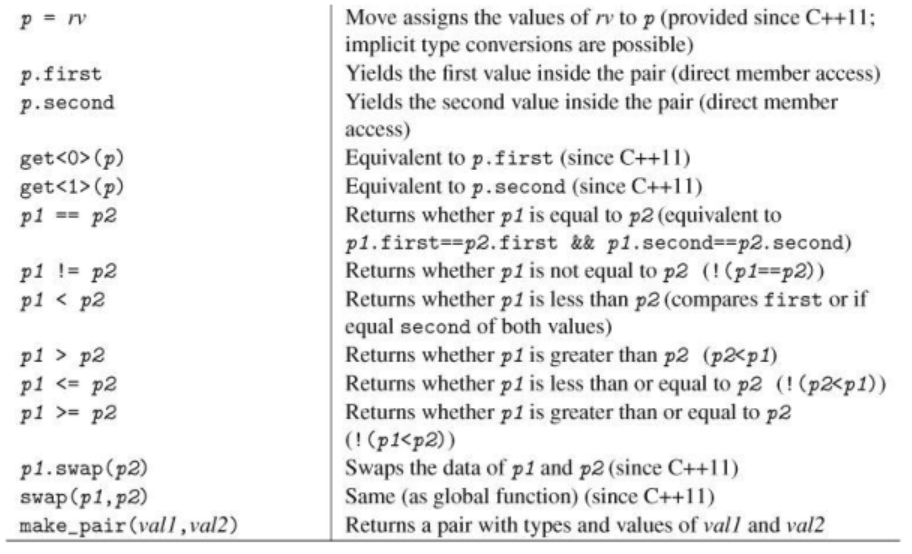 p = rv Move assigns the values of rv to p (provided since C++11;
implicit type conversions are possible)
p.first Yields the first value inside the pair (direct member access)
p.second Yields the second value inside the pair (direct member
access)
get<0>(p) Equivalent to p.first (since C++11)
get<1>(p) Equivalent to p.second (since C++11)
p1 == p2 Returns whether p1 is equal to p2 (equivalent to
p1.first==p2.first && p1.second==p2.second)
p1 != p2 Returns whether p1 is not equal to p2 (!(p1==p2))
p1 < p2 Returns whether p1 is less than p2 (compares first or if
equal second of both values)
p1 > p2 Returns whether p1 is greater than p2 (p2<p1)
p1 <= p2 Returns whether p1 is less than or equal to p2 (!(p2<p1))
p1 >= p2 Returns whether p1 is greater than or equal to p2
(!(p1<p2))
p1.swap(p2) Swaps the data of p1 and p2 (since C++11)
swap(p1,p2) Same (as global function) (since C++11)
make_pair(val1,val2) Returns a pair with types and values of val1 and val2